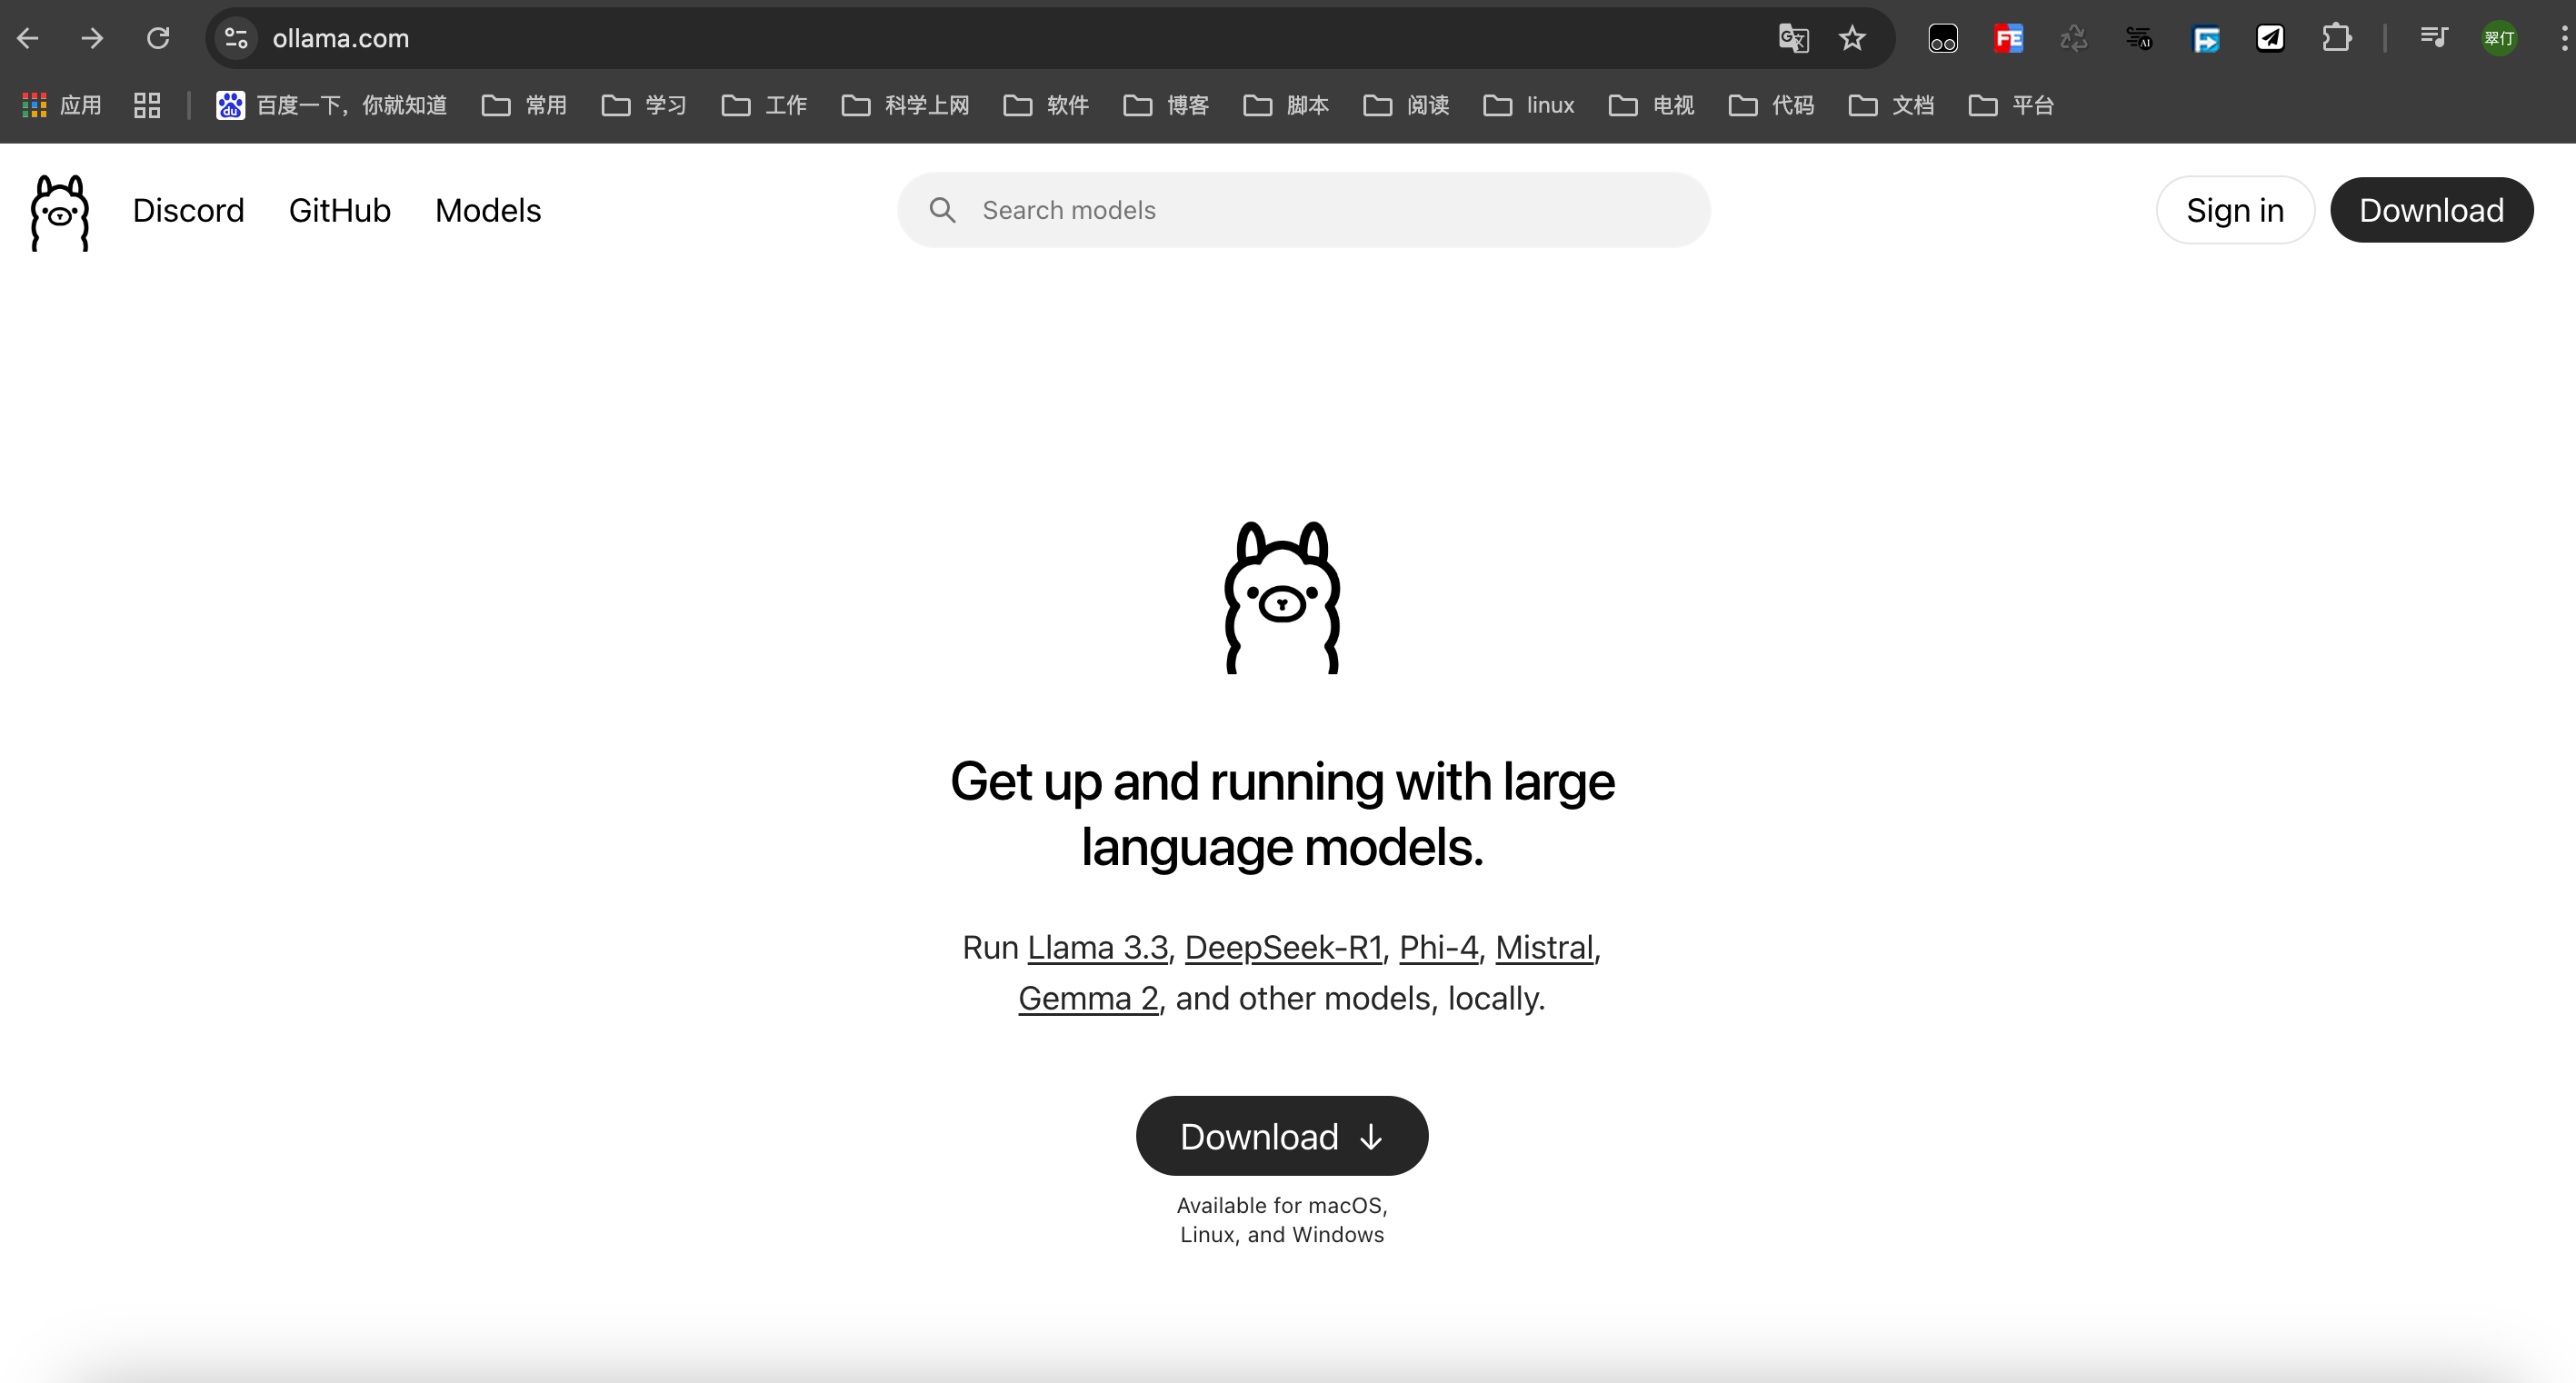 ollama.com
翠仃
应用
百度一下，你就知道
常用
学习
工作
科学上网
软件
博客
脚本
阅读
linux
电视
代码
文档
平台
Discord
GitHub
Models
Search models
Sign in
Download
Get up and running with large
language models.
Run Llama 3.3, DeepSeek-R1, Phi-4, Mistral,
Gemma 2, and other models, locally.
Download ↓
Available for macOS,
Linux, and Windows